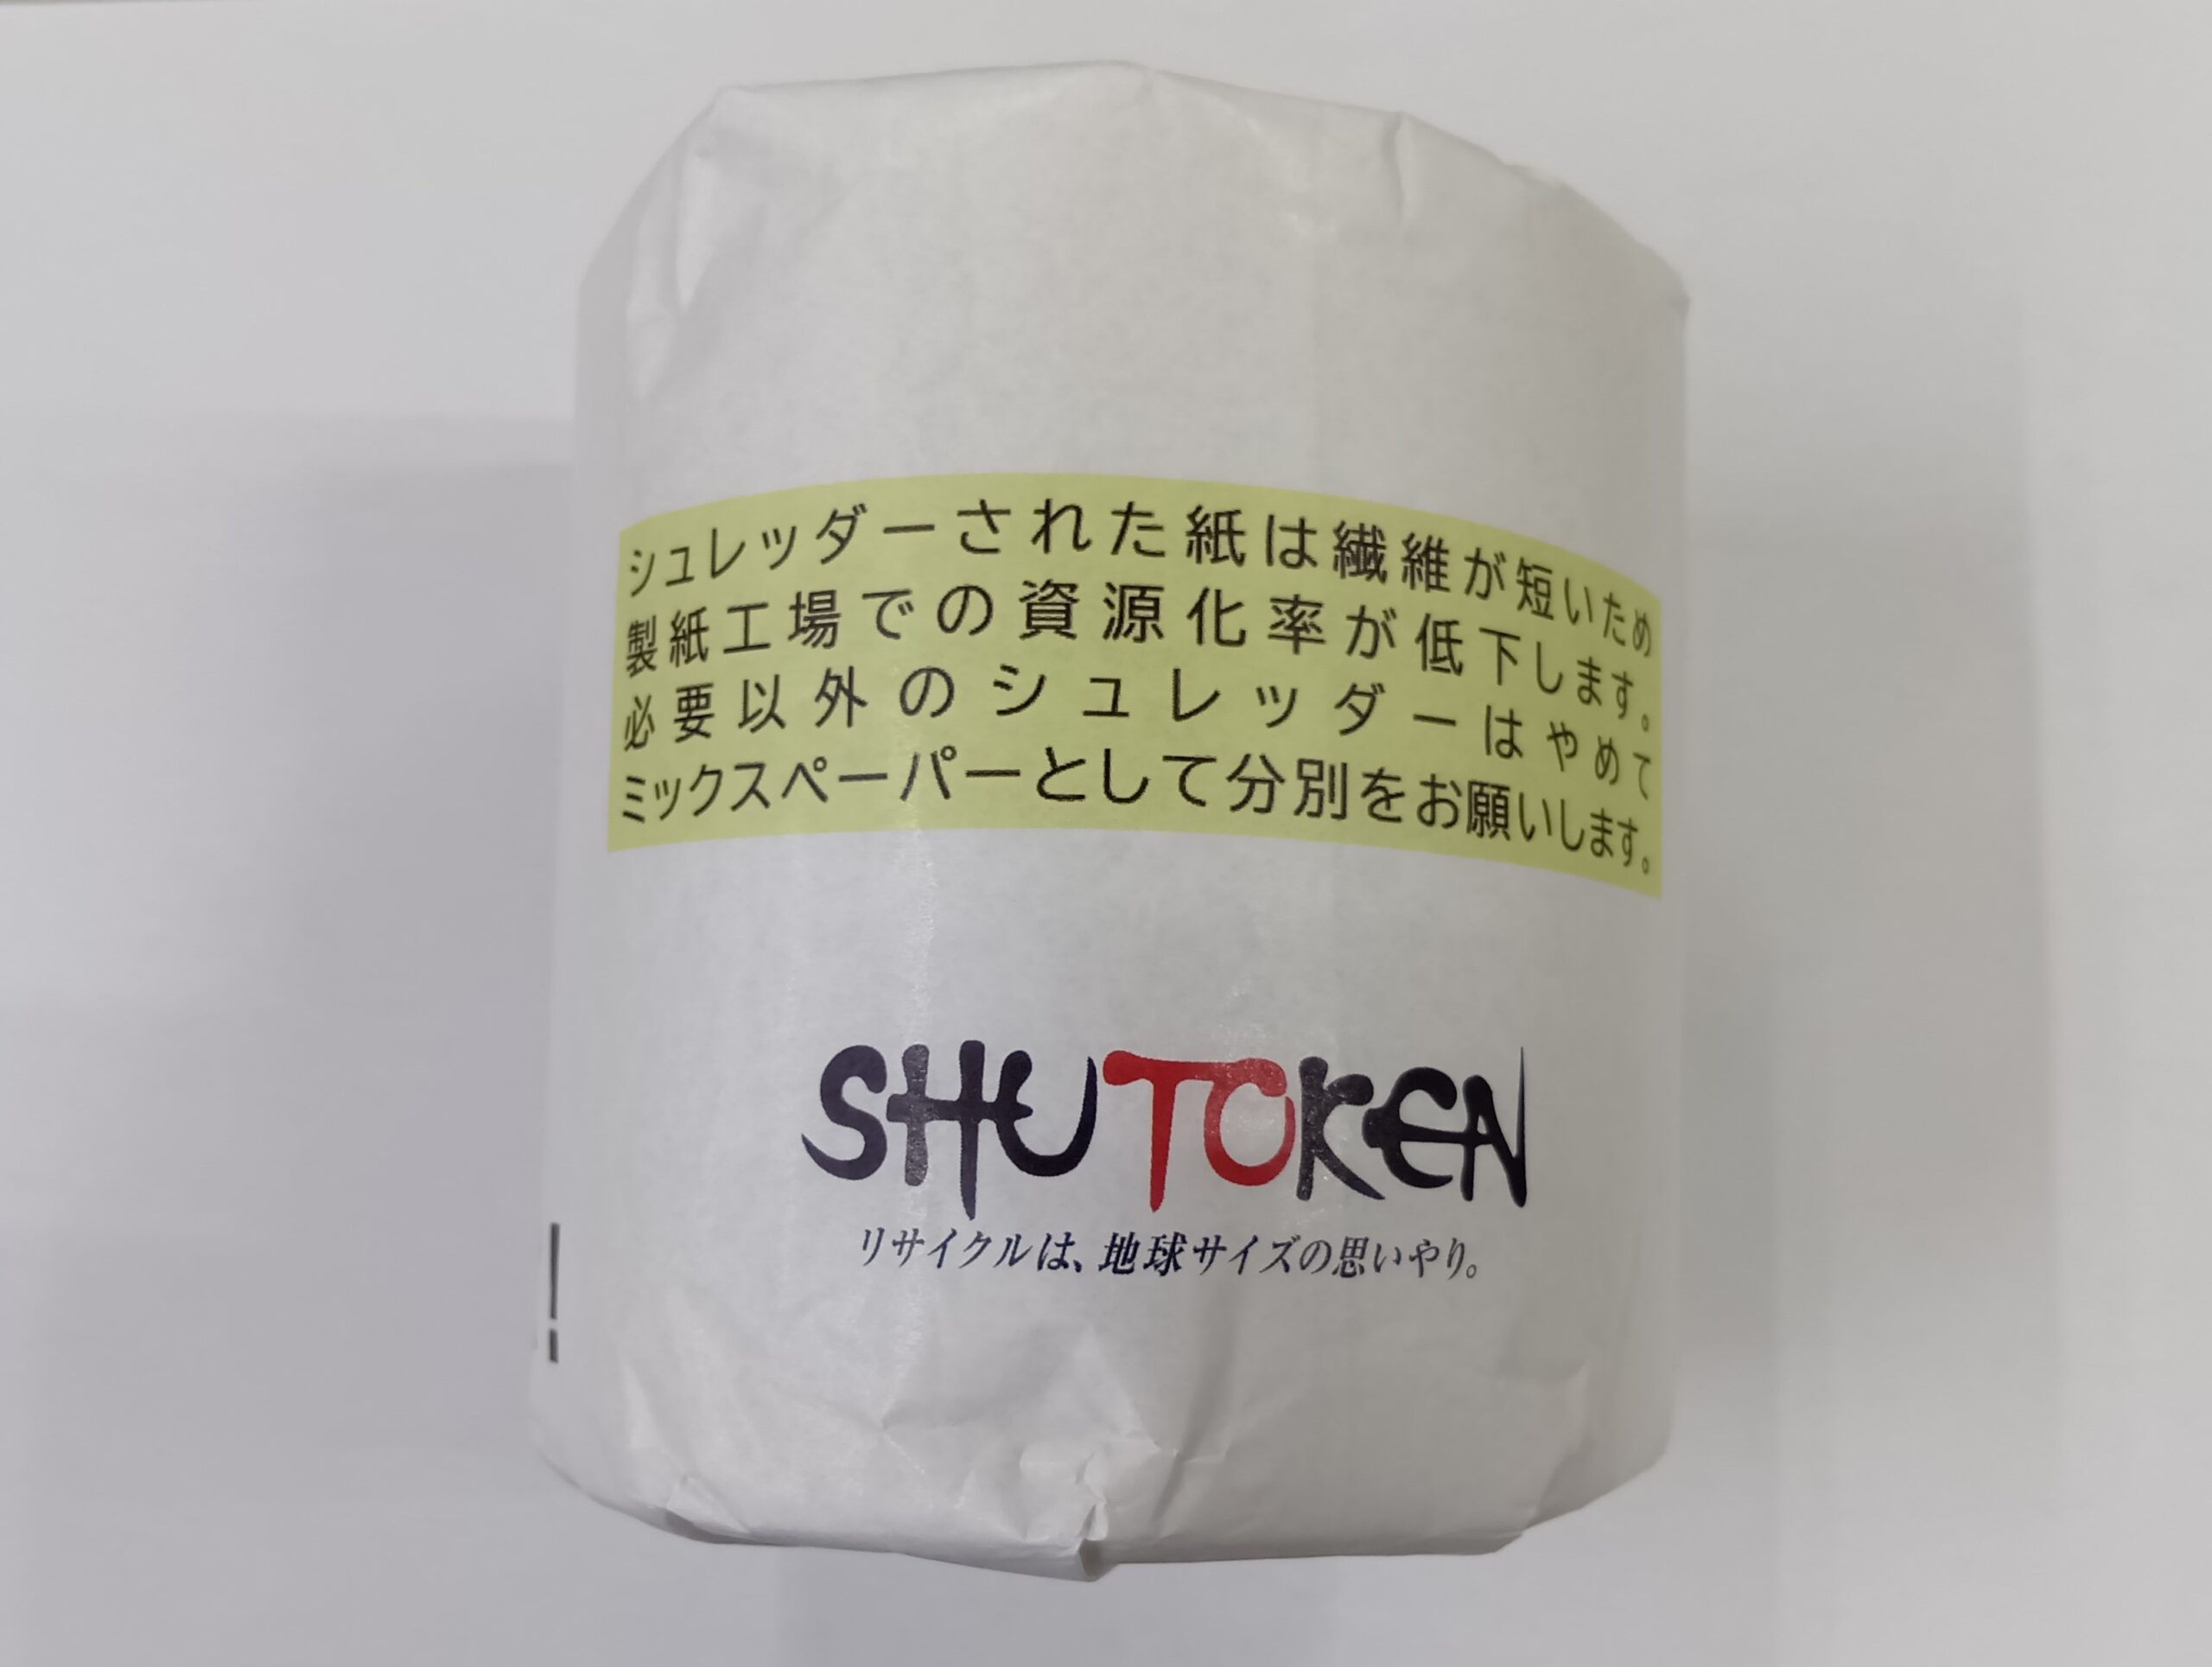 シュレッダーされた紙は繊維が短いため
製紙工場での資源化率が低下します。
必要以外のシュレッダーはやめて
ミックスペーパーとして分別をお願いします。
SHUTOKEN
リサイクルは、地球サイズの思いやり。
!